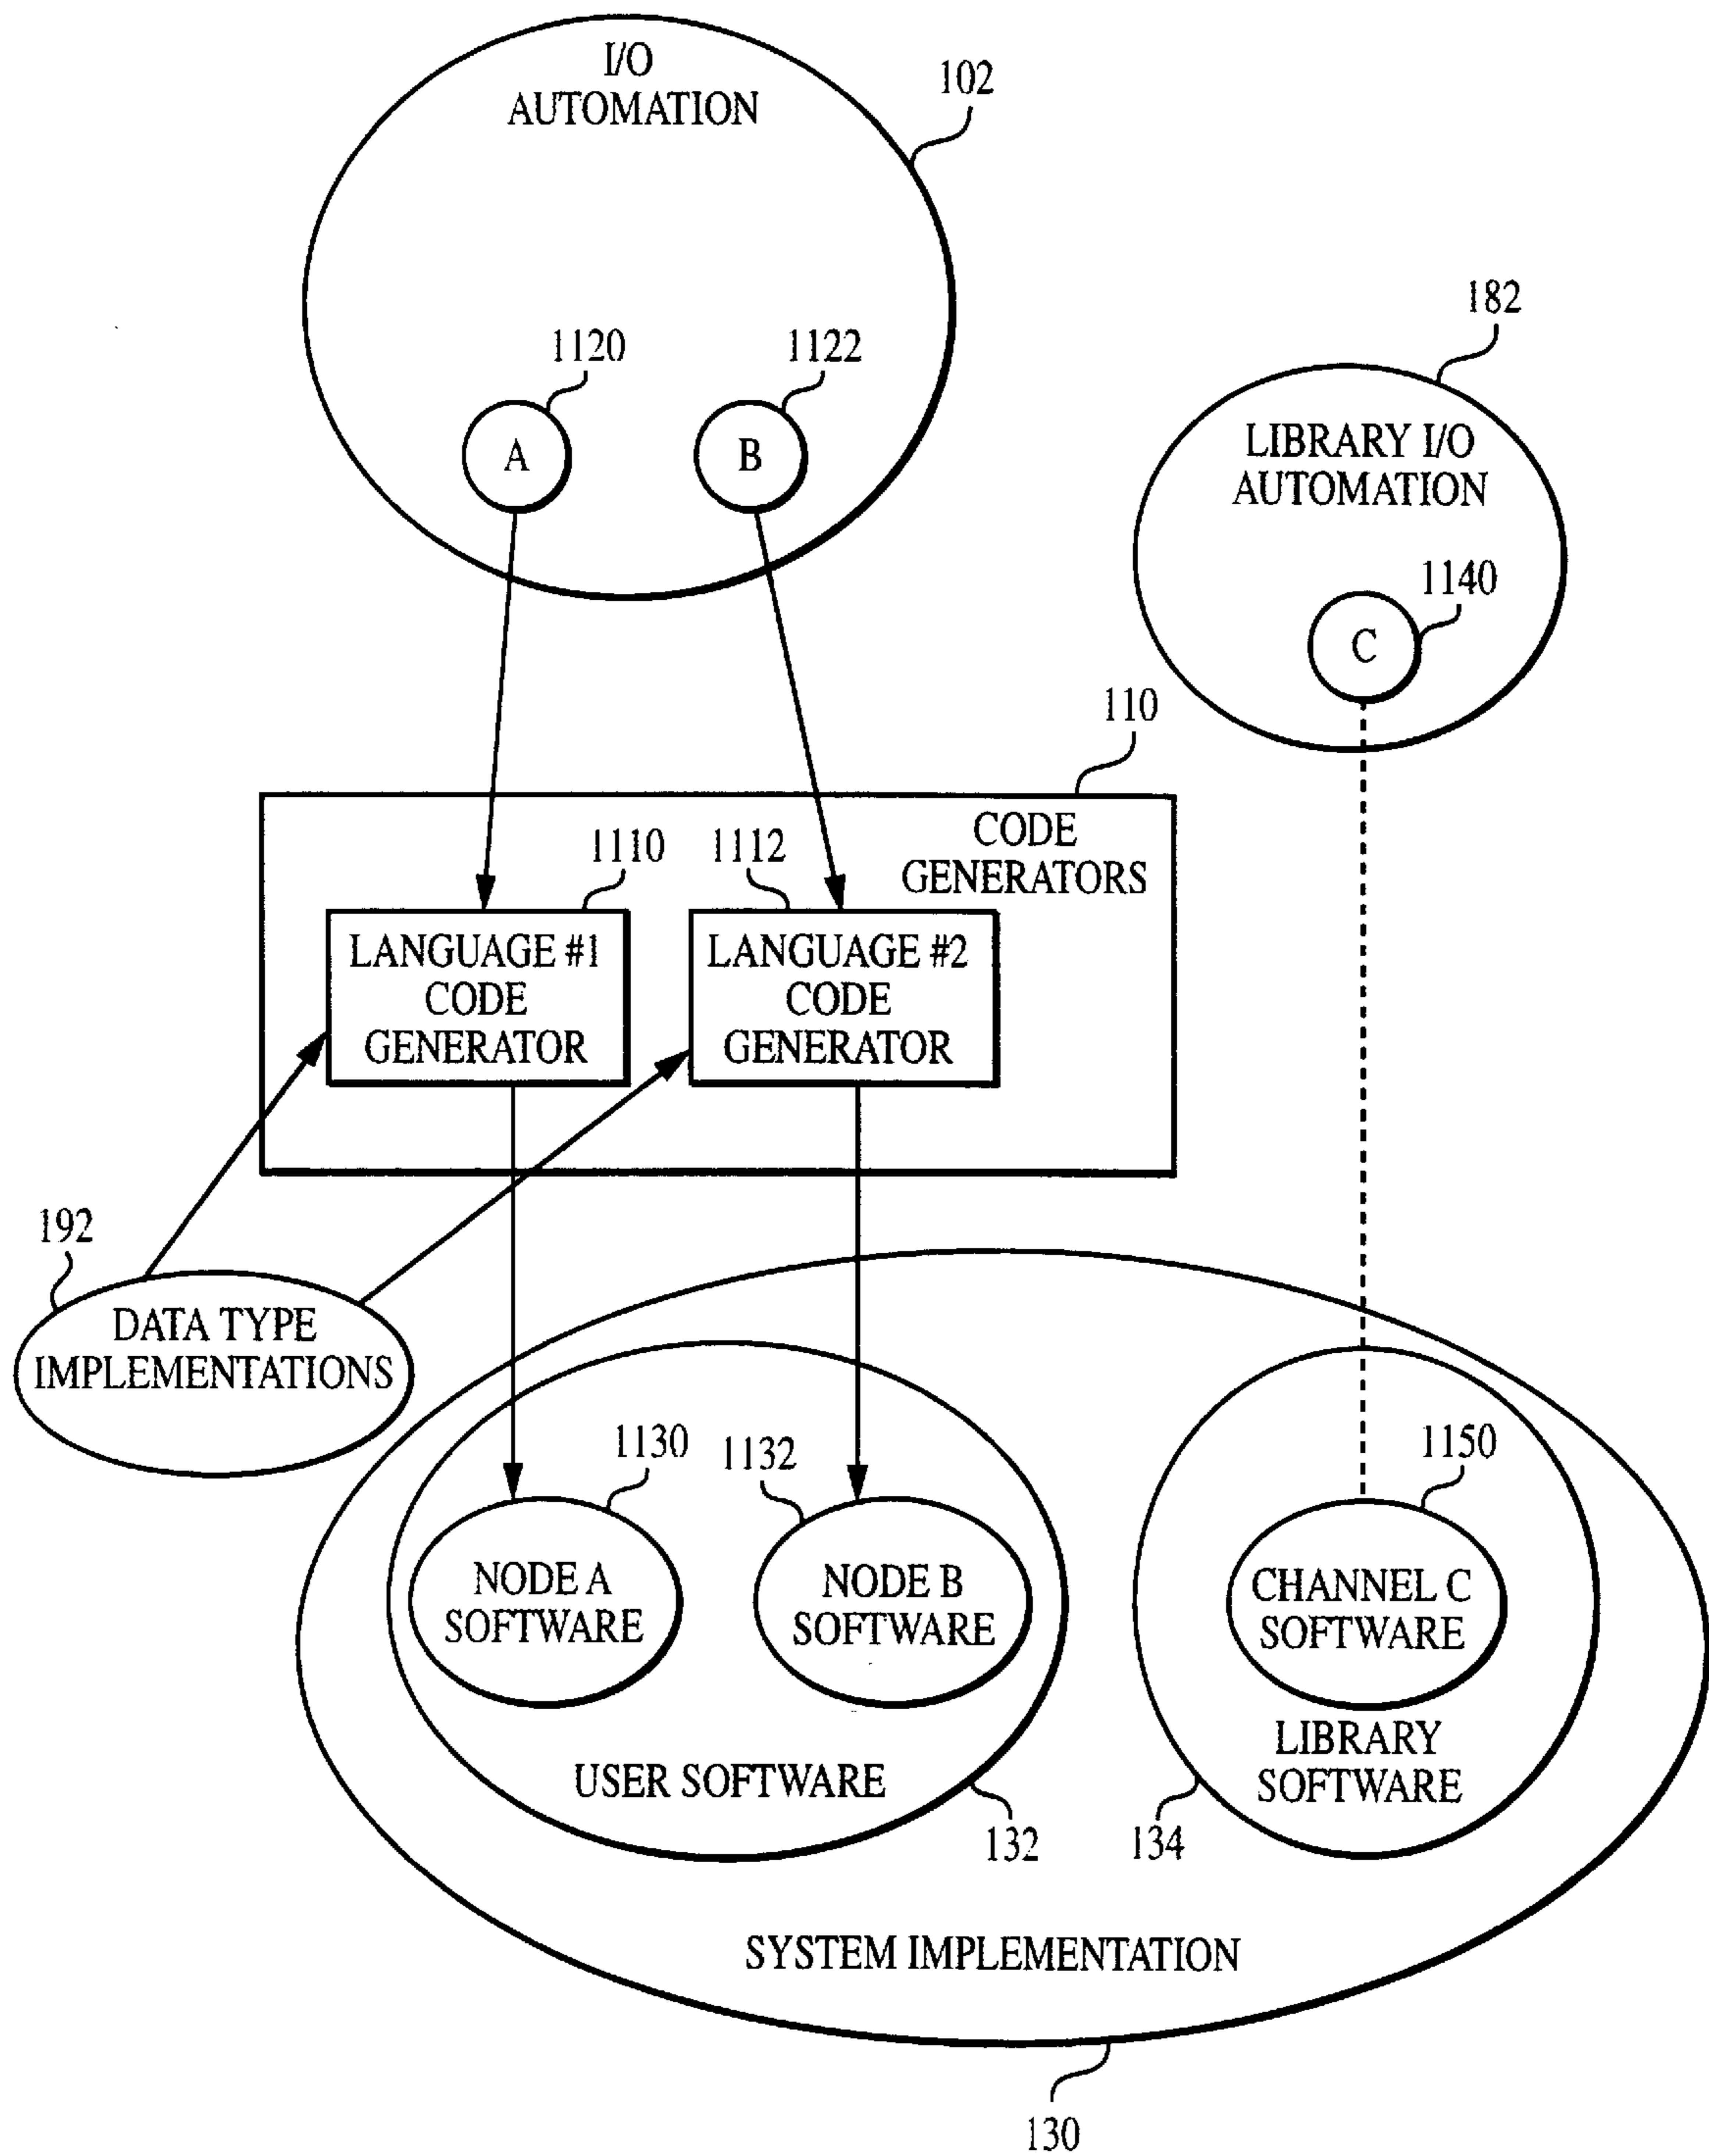 I/O
AUTOMATION
102
1120
1122
A
B
182
LIBRARY I/O
AUTOMATION
1140
C
110
CODE
GENERATORS
1110
1112
LANGUAGE #1
CODE
GENERATOR
LANGUAGE #2
CODE
GENERATOR
192
DATA TYPE
IMPLEMENTATIONS
1130
1132
1150
NODE A
SOFTWARE
NODE B
SOFTWARE
CHANNEL C
SOFTWARE
USER SOFTWARE
LIBRARY
SOFTWARE
132
134
SYSTEM IMPLEMENTATION
130